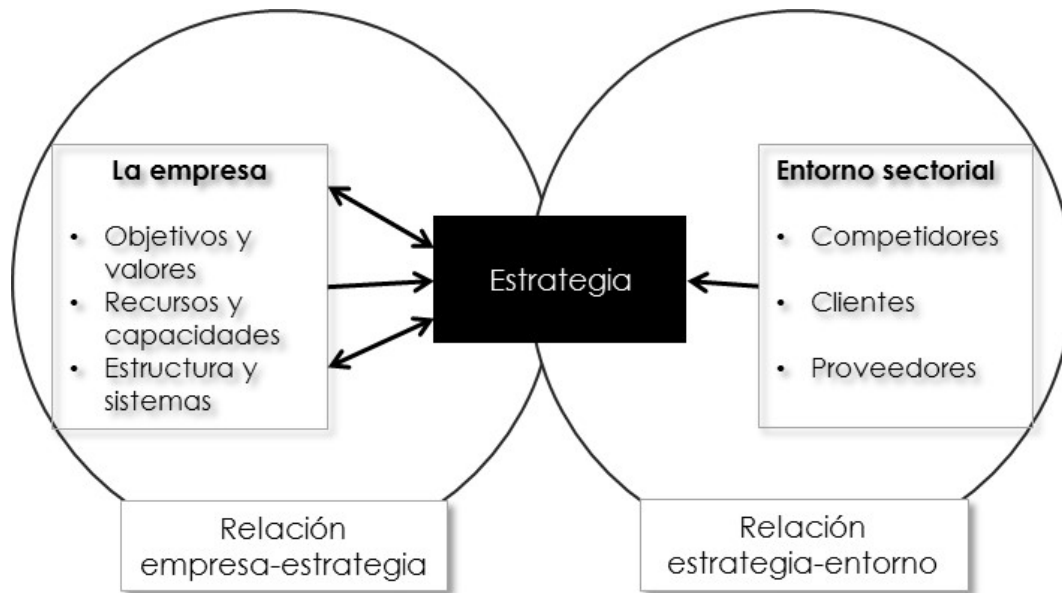 La empresa
• Objetivos y
valores
• Recursos y
capacidades
• Estructura y
sistemas
Estrategia
Entorno sectorial
• Competidores
• Clientes
• Proveedores
Relación
empresa-estrategia
Relación
estrategia-entorno